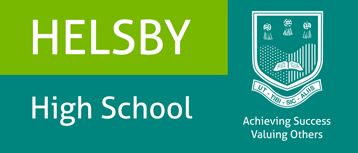 HELSBY
High School
UT · TIBI · SIC · ALIIS
Achieving Success
Valuing Others